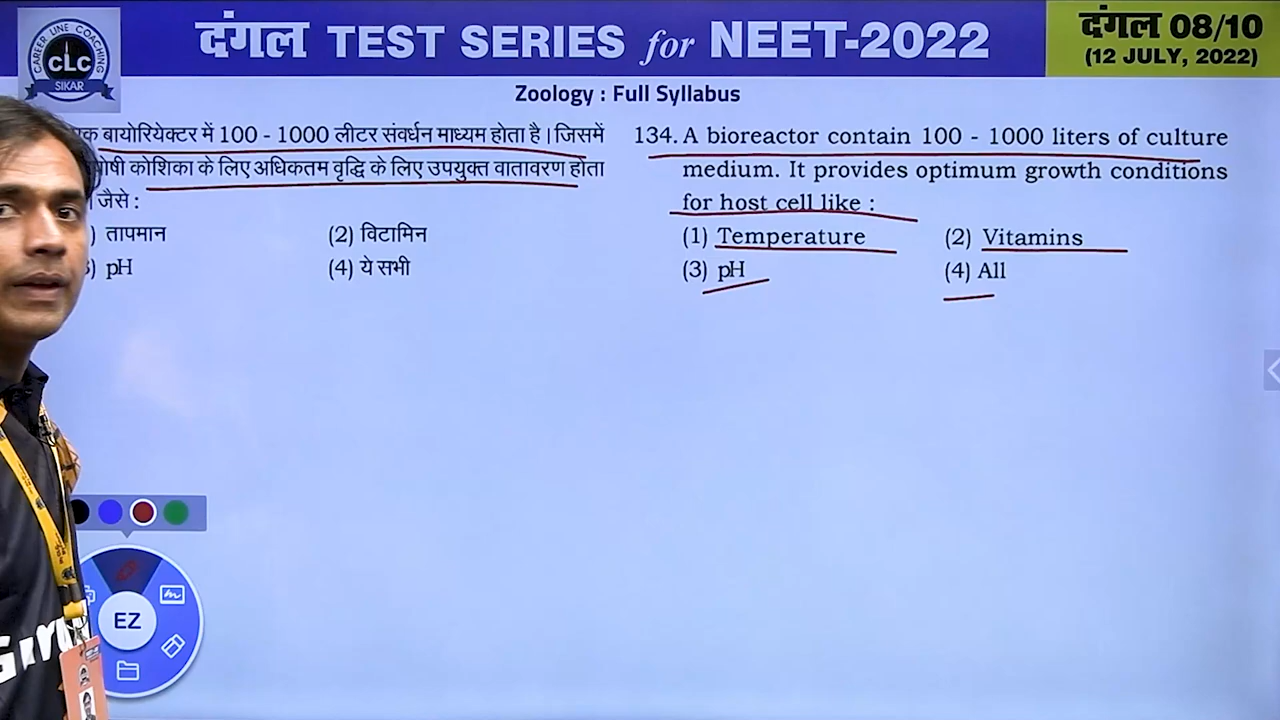 CAREER LINE COACHING
CLC
SIKAR
दंगल TEST SERIES for NEET-2022
दंगल 08/10
(12 JULY, 2022)
Zoology : Full Syllabus
बायोरियेक्टर में 100 - 1000 लीटर संवर्धन माध्यम होता है। जिसमें
कोशिका के लिए अधिकतम वृद्धि के लिए उपयुक्त वातावरण होता
जैसे :
) तापमान
(2) विटामिन
) pH
(4) ये सभी
134. A bioreactor contain 100 - 1000 liters of culture
medium. It provides optimum growth conditions
for host cell like :
(1) Temperature
(2) Vitamins
(3) pH
(4) All
EZ